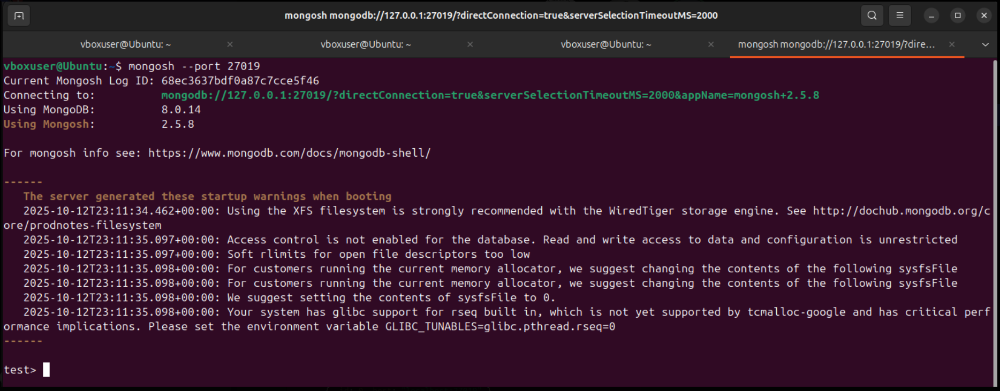 mongosh mongodb://127.0.0.1:27019/?directConnection=true&serverSelectionTimeoutMS=2000
vboxuser@Ubuntu: ~
vboxuser@Ubuntu: ~
vboxuser@Ubuntu: ~
mongosh mongodb://127.0.0.1:27019/?dire...
vboxuser@Ubuntu:~$ mongosh --port 27019
Current Mongosh Log ID: 68ec3637bdf0a87c7cce5f46
Connecting to: mongodb://127.0.0.1:27019/?directConnection=true&serverSelectionTimeoutMS=2000&appName=mongosh+2.5.8
Using MongoDB: 8.0.14
Using Mongosh: 2.5.8
For mongosh info see: https://www.mongodb.com/docs/mongodb-shell/
------
The server generated these startup warnings when booting
2025-10-12T23:11:34.462+00:00: Using the XFS filesystem is strongly recommended with the WiredTiger storage engine. See http://dochub.mongodb.org/c
ore/prodnotes-filesystem
2025-10-12T23:11:35.097+00:00: Access control is not enabled for the database. Read and write access to data and configuration is unrestricted
2025-10-12T23:11:35.097+00:00: Soft rlimits for open file descriptors too low
2025-10-12T23:11:35.098+00:00: For customers running the current memory allocator, we suggest changing the contents of the following sysfsFile
2025-10-12T23:11:35.098+00:00: For customers running the current memory allocator, we suggest changing the contents of the following sysfsFile
2025-10-12T23:11:35.098+00:00: We suggest setting the contents of sysfsFile to 0.
2025-10-12T23:11:35.098+00:00: Your system has glibc support for rseq built in, which is not yet supported by tcmalloc-google and has critical perf
ormance implications. Please set the environment variable GLIBC_TUNABLES=glibc.pthread.rseq=0
------
test>